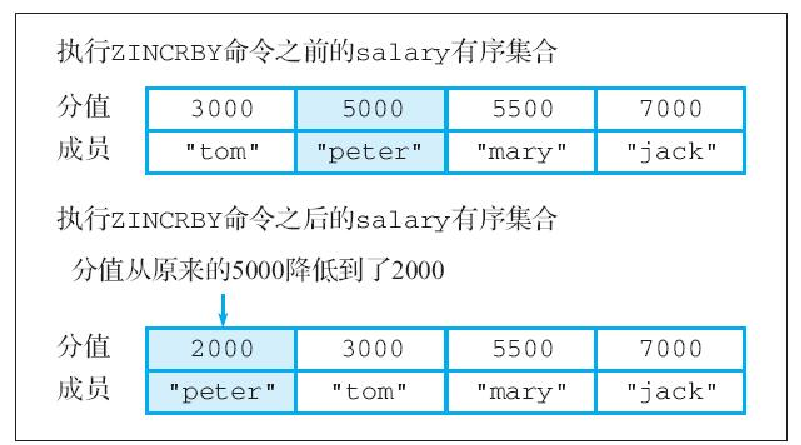 执行ZINCRBY命令之前的salary有序集合
分值 3000 5000 5500 7000
成员 "tom" "peter" "mary" "jack"
执行ZINCRBY命令之后的salary有序集合
分值从原来的5000降低到了2000
分值 2000 3000 5500 7000
成员 "peter" "tom" "mary" "jack"